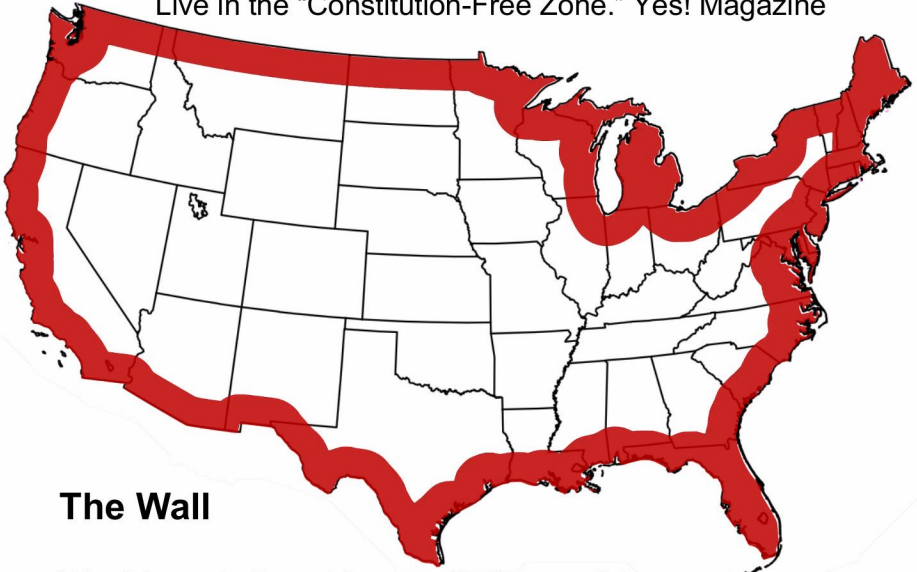 Live in the “Constitution-Free Zone.” Yes! Magazine
The Wall